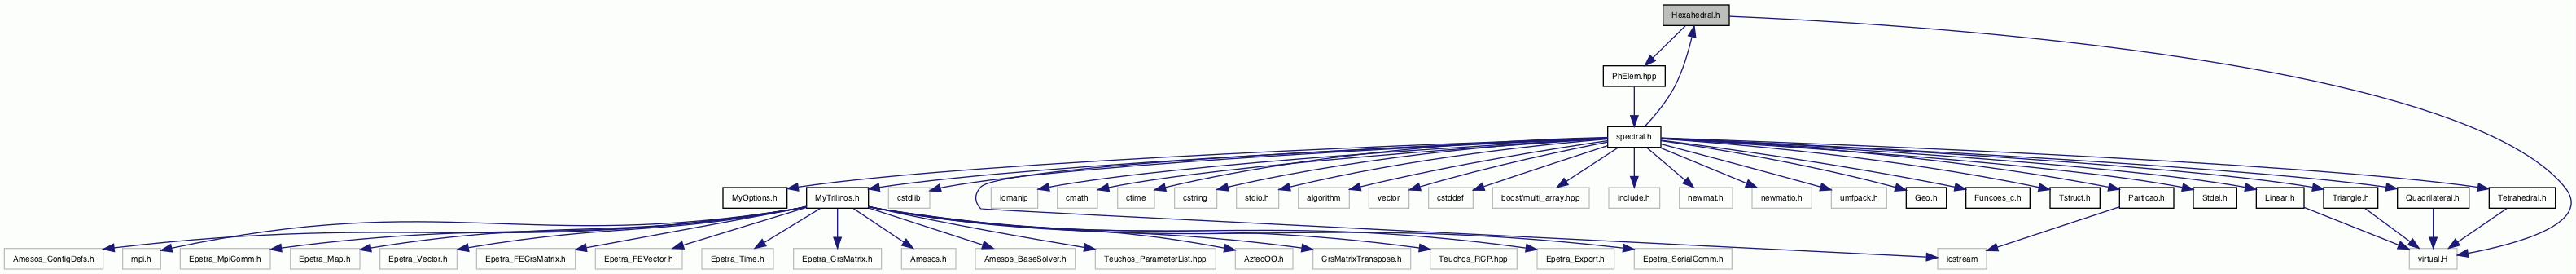 Hexahedral.h
PhElem.hpp
spectral.h
MyOptions.h
MyTrilinos.h
cstdlib
iomanip
cmath
ctime
cstring
stdio.h
algorithm
vector
cstddef
boost/multi_array.hpp
include.h
newmat.h
newmatio.h
umfpack.h
Geo.h
Funcoes_c.h
Tstruct.h
Particao.h
Stdel.h
Linear.h
Triangle.h
Quadrilateral.h
Tetrahedral.h
Amesos_ConfigDefs.h
mpi.h
Epetra_MpiComm.h
Epetra_Map.h
Epetra_Vector.h
Epetra_FECrsMatrix.h
Epetra_FEVector.h
Epetra_Time.h
Epetra_CrsMatrix.h
Amesos.h
Amesos_BaseSolver.h
Teuchos_ParameterList.hpp
AztecOO.h
CrsMatrixTranspose.h
Teuchos_RCP.hpp
Epetra_Export.h
Epetra_SerialComm.h
iostream
virtual.H